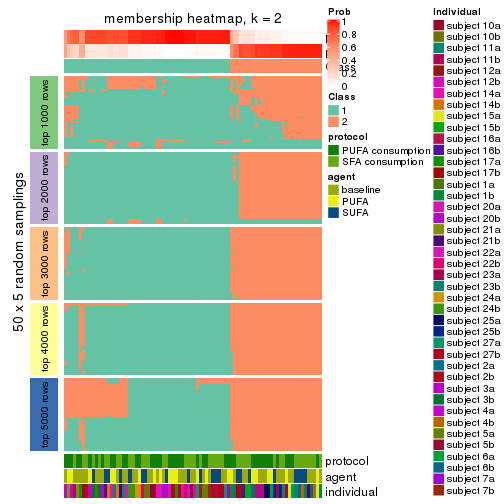 membership heatmap, k = 2
50 x 5 random samplings
top 1000 rows
top 2000 rows
top 3000 rows
top 4000 rows
top 5000 rows
protocol
agent
individual
Prob
1
0.8
0.6
0.4
0.2
0
Class
1
2
protocol
PUFA consumption
SFA consumption
agent
baseline
PUFA
SUFA
individual
subject 10a
subject 10b
subject 11a
subject 11b
subject 12a
subject 12b
subject 14a
subject 14b
subject 15a
subject 15b
subject 16a
subject 16b
subject 17a
subject 17b
subject 1a
subject 1b
subject 20a
subject 20b
subject 21a
subject 21b
subject 22a
subject 22b
subject 23a
subject 23b
subject 24a
subject 24b
subject 25a
subject 25b
subject 27a
subject 27b
subject 2a
subject 2b
subject 3a
subject 3b
subject 4a
subject 4b
subject 5a
subject 5b
subject 6a
subject 6b
subject 7a
subject 7b